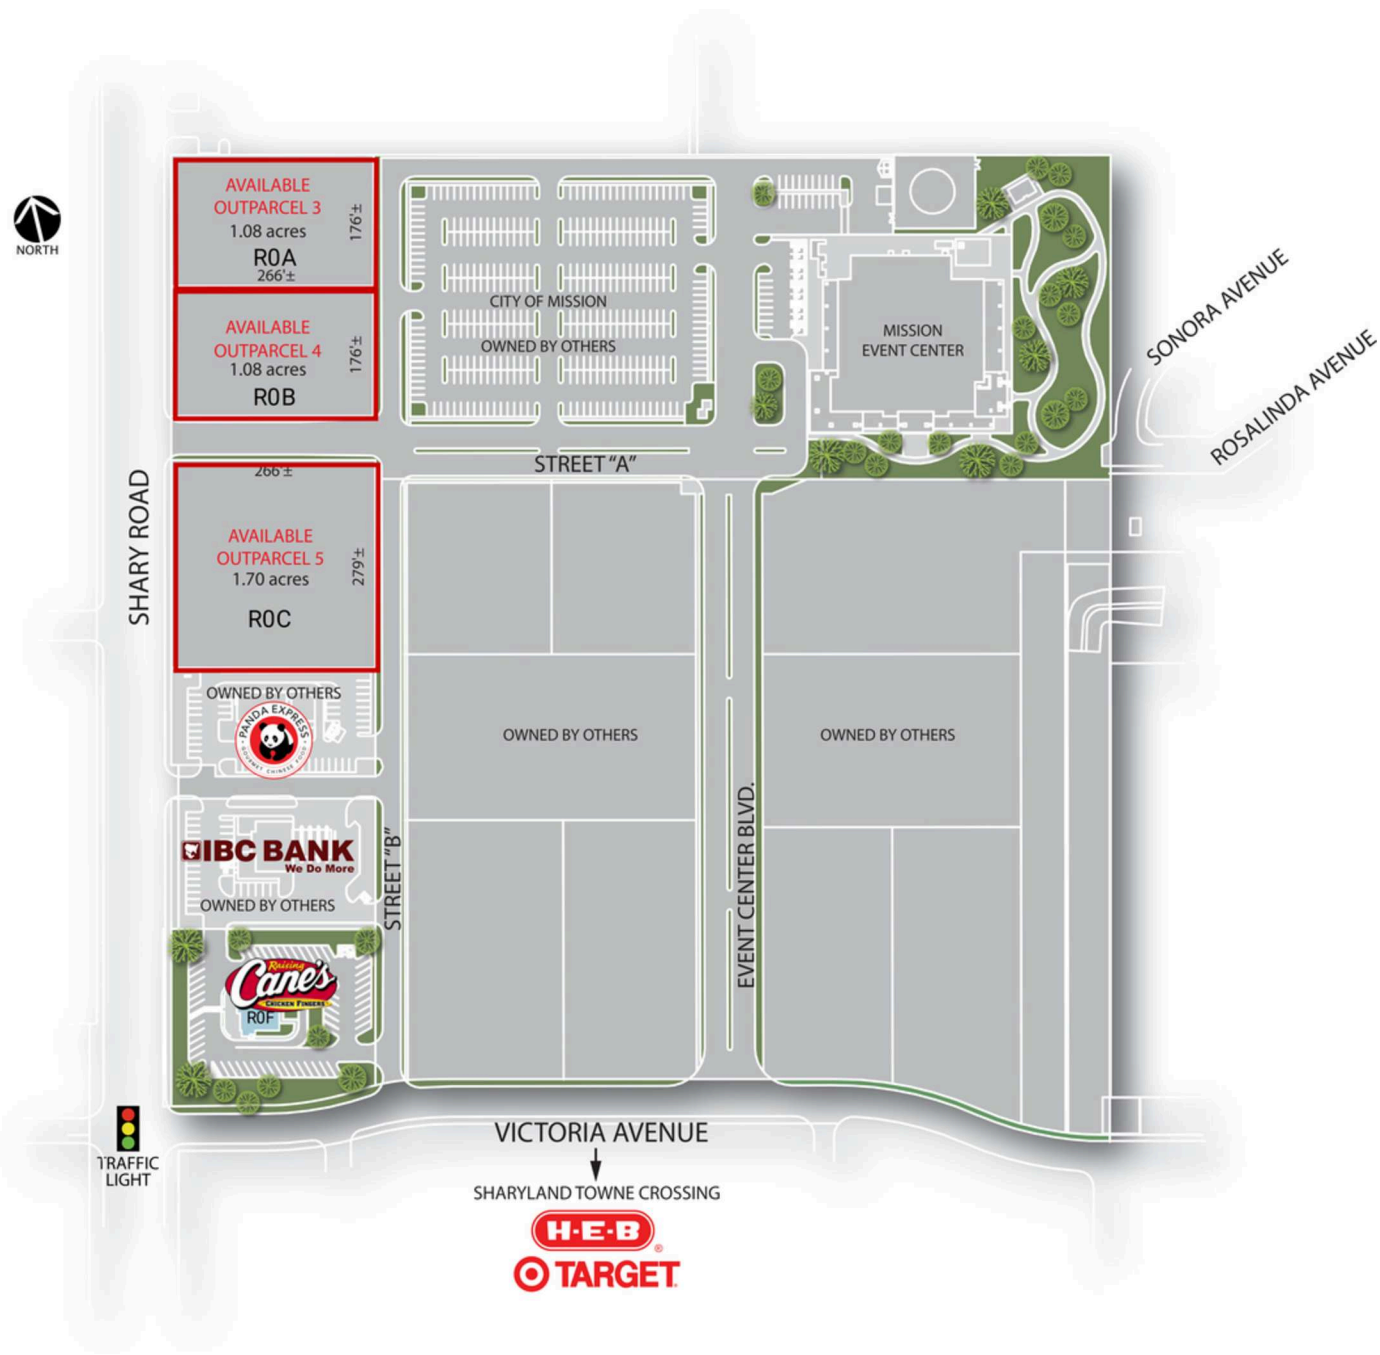 NORTH
AVAILABLE
OUTPARCEL 3
1.08 acres
R0A
266'±
176'±
AVAILABLE
OUTPARCEL 4
1.08 acres
R0B
176'±
CITY OF MISSION
OWNED BY OTHERS
MISSION
EVENT CENTER
SONORA AVENUE
ROSALINDA AVENUE
STREET “A”
SHARY ROAD
266'±
AVAILABLE
OUTPARCEL 5
1.70 acres
R0C
279'±
OWNED BY OTHERS
PANDA EXPRESS
GOURMET CHINESE FOOD
OWNED BY OTHERS
OWNED BY OTHERS
IBC BANK
We Do More
OWNED BY OTHERS
STREET “B”
EVENT CENTER BLVD.
Raising
Cane's
CHICKEN FINGERS
R0F
TRAFFIC
LIGHT
VICTORIA AVENUE
SHARYLAND TOWNE CROSSING
H-E-B
®
TARGET